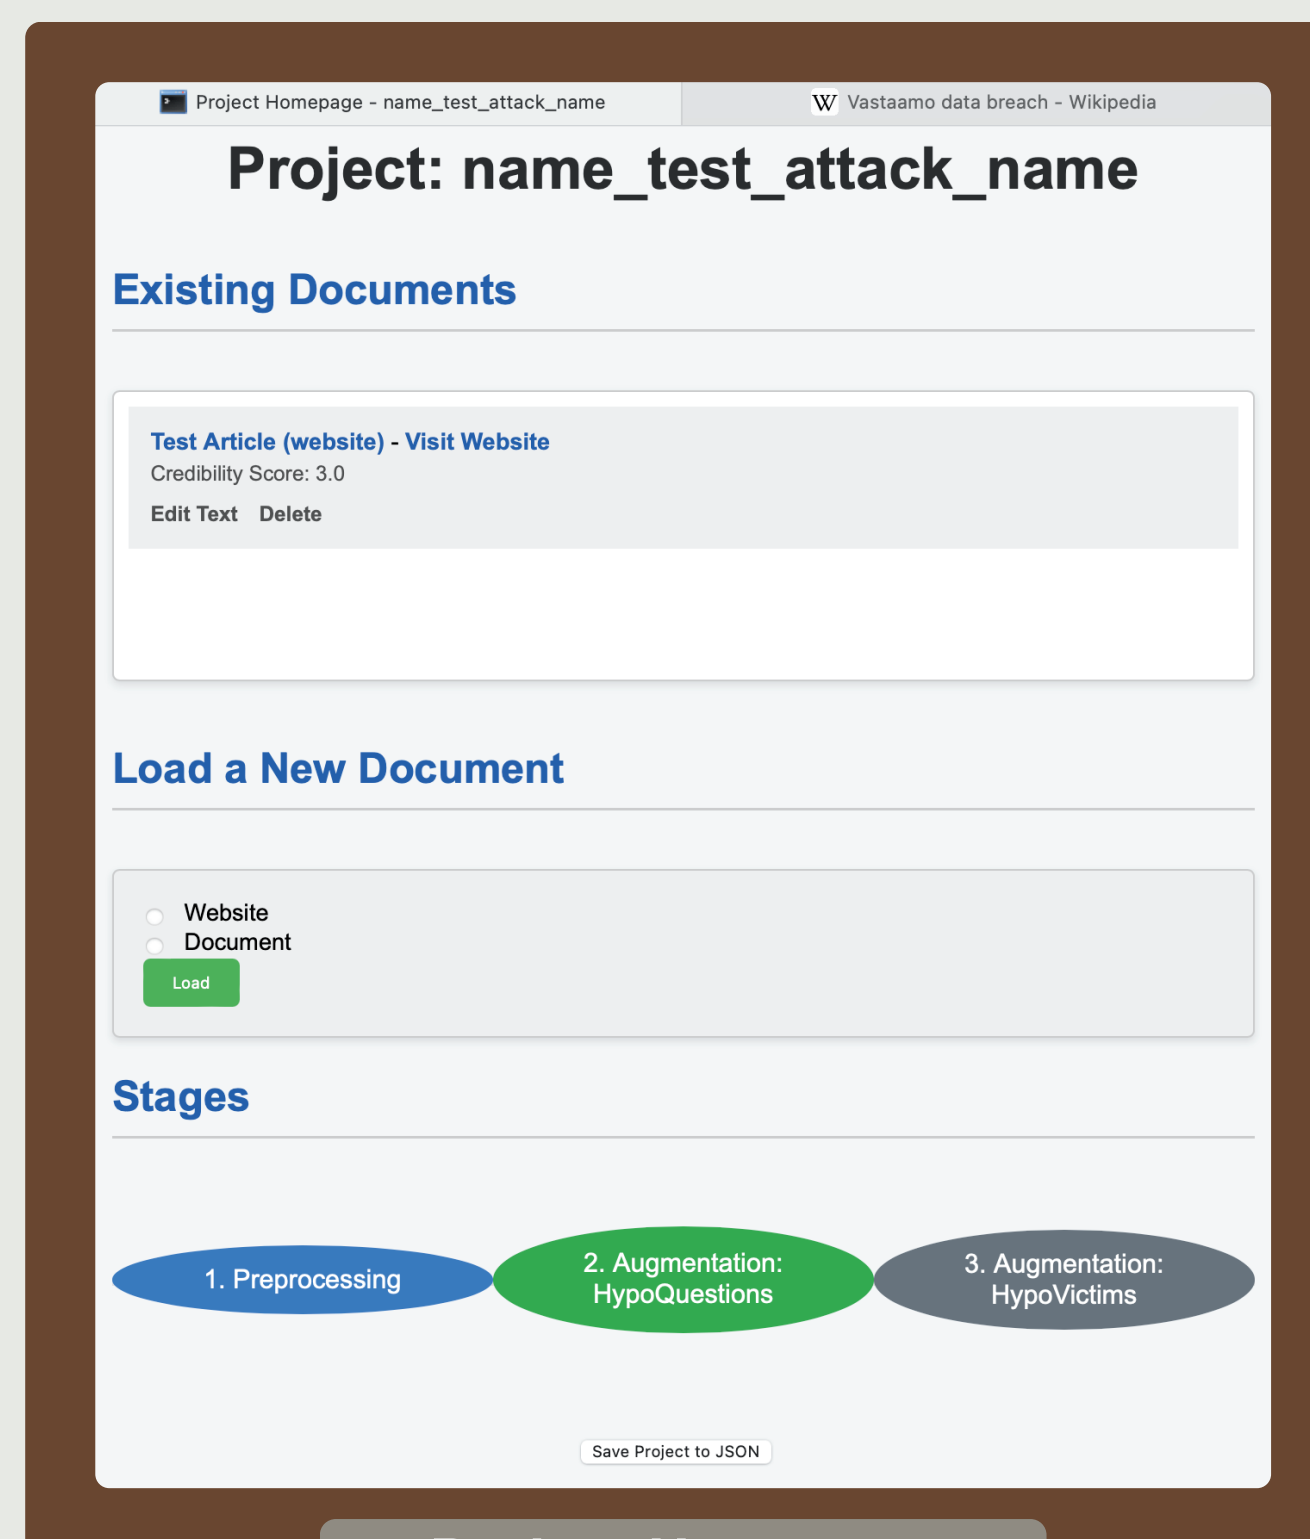 Project Homepage - name_test_attack_name
W Vastaamo data breach - Wikipedia
Project: name_test_attack_name
Existing Documents
Test Article (website) - Visit Website
Credibility Score: 3.0
Edit Text Delete
Load a New Document
Website
Document
Load
Stages
1. Preprocessing
2. Augmentation:
HypoQuestions
3. Augmentation:
HypoVictims
Save Project to JSON